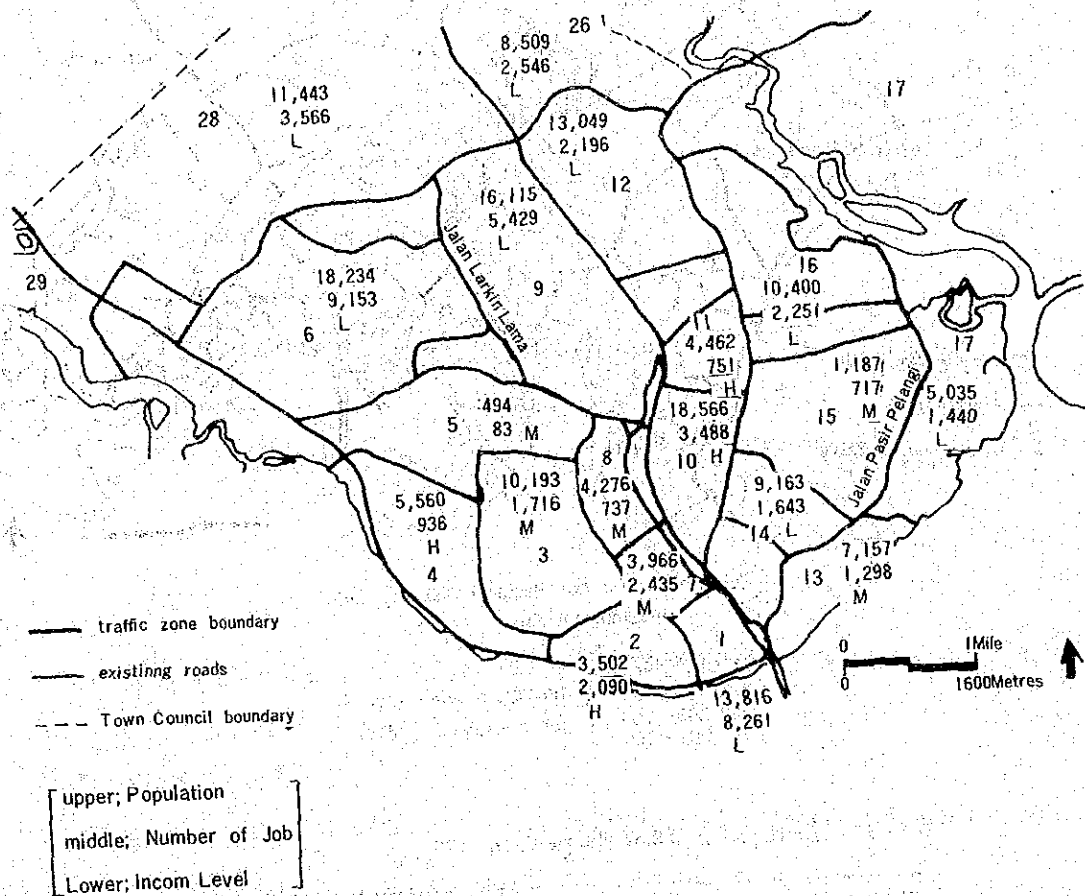 26
8,509
2,546
L
17
11,443
3,566
L
28
13,049
2,196
L
12
16,115
5,429
L
9
Jalan Larkin Lama
18,234
9,153
L
6
29
16
10,400
2,251
L
11
4,462
751
H
17
5,035
1,440
L
1,187
717
M
15
Jalan Pasir Pelangi
494
83 M
5
18,566
3,488
10 H
8
4,276
737
M
10,193
1,716
M
3
5,560
936
H
4
9,163
1,643
14 L
3,966
2,435 7
M
7,157
1,298
M
13
2
3,502
2,090
H
1
13,816
8,261
L
0 1Mile
0 1600Metres
traffic zone boundary
existinng roads
Town Council boundary
upper; Population
middle; Number of Job
Lower; Incom Level